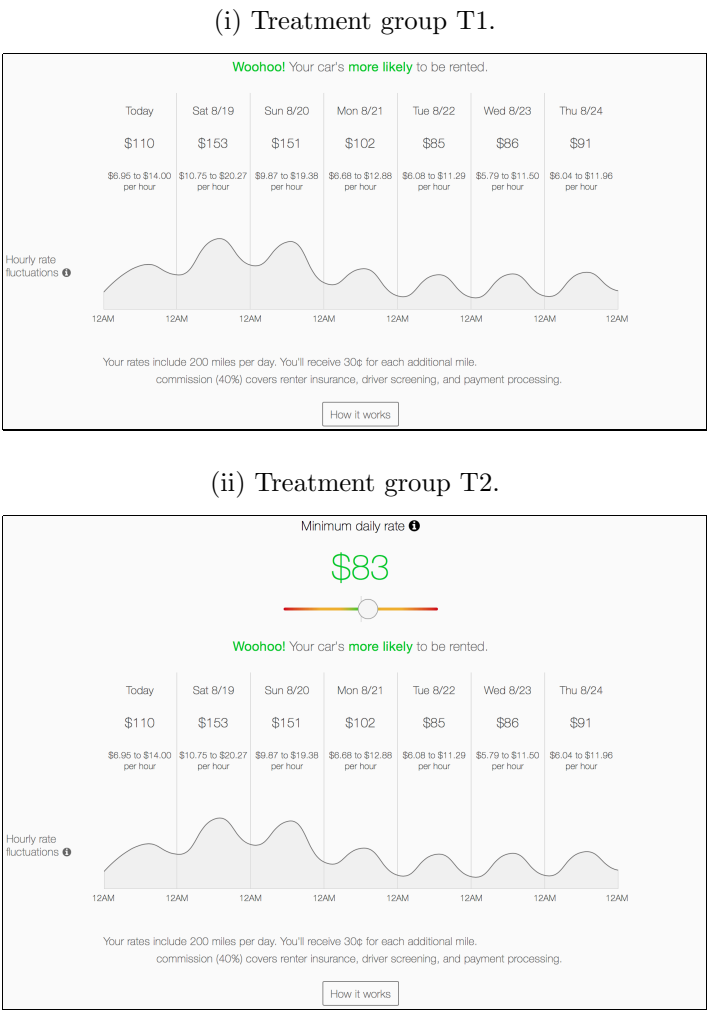 (i) Treatment group T1.
Woohoo! Your car's more likely to be rented.
Today Sat 8/19 Sun 8/20 Mon 8/21 Tue 8/22 Wed 8/23 Thu 8/24
$110 $153 $151 $102 $85 $86 $91
$6.95 to $14.00 $10.75 to $20.27 $9.87 to $19.38 $6.68 to $12.88 $6.08 to $11.29 $5.79 to $11.50 $6.04 to $11.96
per hour per hour per hour per hour per hour per hour per hour
Hourly rate
fluctuations
12AM 12AM 12AM 12AM 12AM 12AM 12AM 12AM
Your rates include 200 miles per day. You'll receive 30¢ for each additional mile.
commission (40%) covers renter insurance, driver screening, and payment processing.
How it works
(ii) Treatment group T2.
Minimum daily rate
$83
Woohoo! Your car's more likely to be rented.
Today Sat 8/19 Sun 8/20 Mon 8/21 Tue 8/22 Wed 8/23 Thu 8/24
$110 $153 $151 $102 $85 $86 $91
$6.95 to $14.00 $10.75 to $20.27 $9.87 to $19.38 $6.68 to $12.88 $6.08 to $11.29 $5.79 to $11.50 $6.04 to $11.96
per hour per hour per hour per hour per hour per hour per hour
Hourly rate
fluctuations
12AM 12AM 12AM 12AM 12AM 12AM 12AM 12AM
Your rates include 200 miles per day. You'll receive 30¢ for each additional mile.
commission (40%) covers renter insurance, driver screening, and payment processing.
How it works